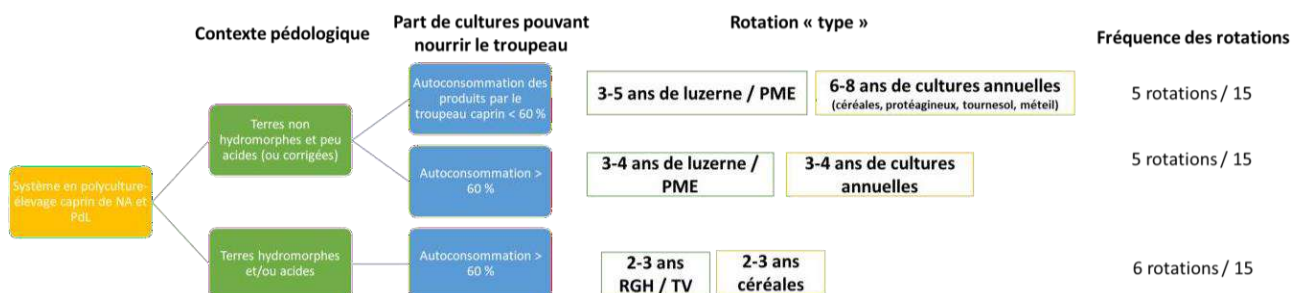 Contexte pédologique
Part de cultures pouvant
nourrir le troupeau
Rotation « type »
Fréquence des rotations
Système en polyculture-
élevage caprin de NA et
PdL
Terres non
hydromorphes et peu
acides (ou corrigées)
Autoconsommation des
produits par le
troupeau caprin < 60 %
3-5 ans de luzerne / PME
6-8 ans de cultures annuelles
(céréales, protéagineux, tournesol, méteil)
5 rotations / 15
Autoconsommation >
60 %
3-4 ans de luzerne /
PME
3-4 ans de cultures
annuelles
5 rotations / 15
Terres hydromorphes
et/ou acides
Autoconsommation >
60 %
2-3 ans
RGH / TV
2-3 ans
céréales
6 rotations / 15